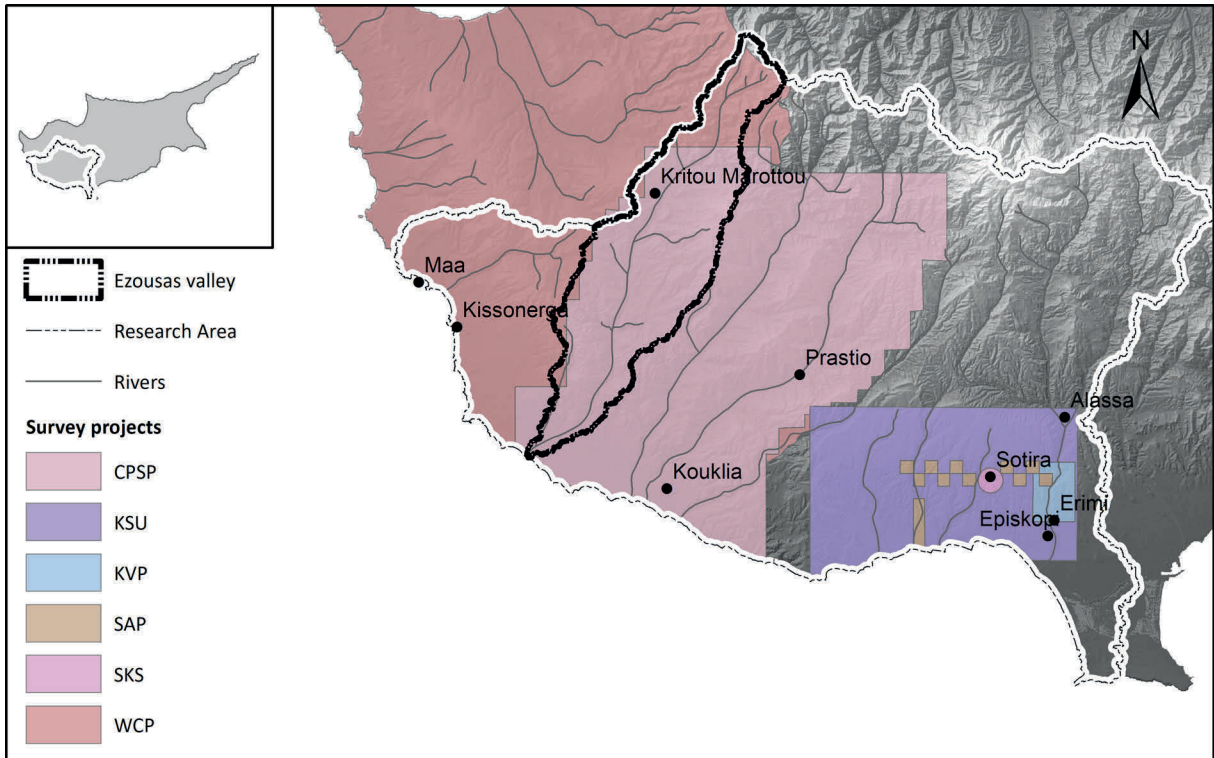 N
Kritou Marottou
Maa
Kissonerga
Prastio
Alassa
Kouklia
Sotira
Erimi
Episkopi
Ezousas valley
Research Area
Rivers
Survey projects
CPSP
KSU
KVP
SAP
SKS
WCP